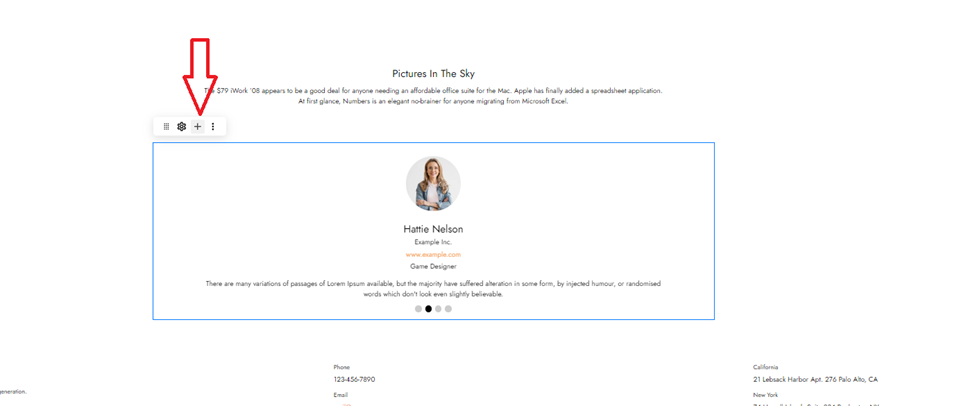 Pictures In The Sky
The $79 iWork '08 appears to be a good deal for anyone needing an affordable office suite for the Mac. Apple has finally added a spreadsheet application.
At first glance, Numbers is an elegant no-brainer for anyone migrating from Microsoft Excel.
Hattie Nelson
Example Inc.
www.example.com
Game Designer
There are many variations of passages of Lorem Ipsum available, but the majority have suffered alteration in some form, by injected humour, or randomised
words which don't look even slightly believable.
Phone
California
123-456-7890
21 Lebsack Harbor Apt. 276 Palo Alto, CA
generation.
Email
New York